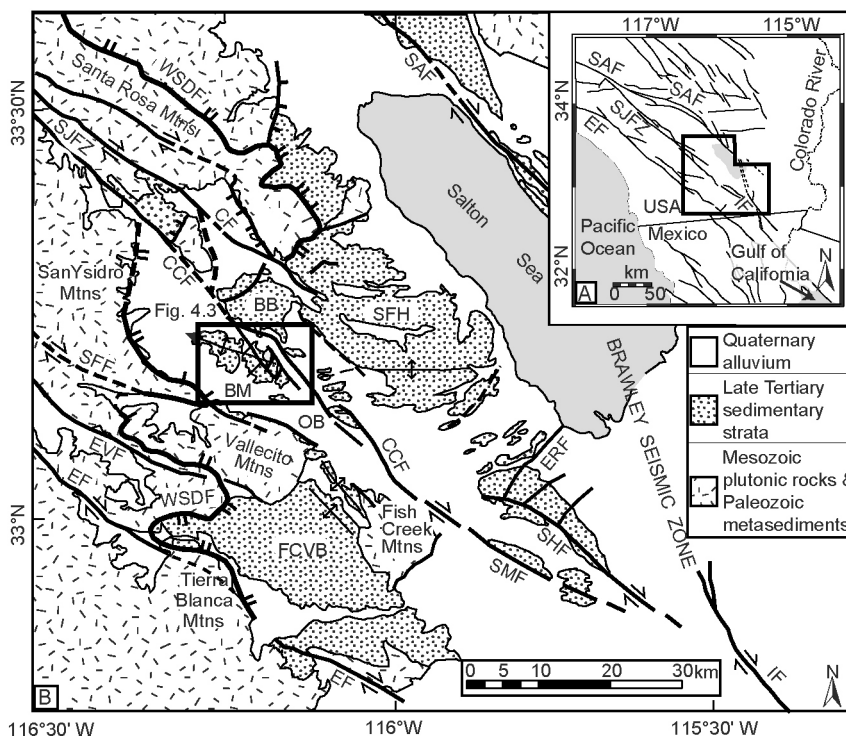 117°W
115°W
34°N
32°N
SAF
SAF
SJFZ
EF
IF
USA
Mexico
Pacific
Ocean
Gulf of
California
Colorado River
km
0 50
N
A
33°30'N
33°N
WSDF
Santa Rosa Mtns
SJFZ
CF
CCF
SAF
Salton
Sea
SanYsidro
Mtns
Fig. 4.3
BB
SFH
BM
SFF
OB
Vallecito
Mtns
EVF
EF
WSDF
CCF
ERF
BRAWLEY SEISMIC ZONE
Fish
Creek
Mtns
FCVB
SHF
SMF
Tierra
Blanca
Mtns
EF
IF
Quaternary
alluvium
Late Tertiary
sedimentary
strata
Mesozoic
plutonic rocks &
Paleozoic
metasediments
0 5 10 20 30km
N
B
116°30' W
116°W
115°30' W